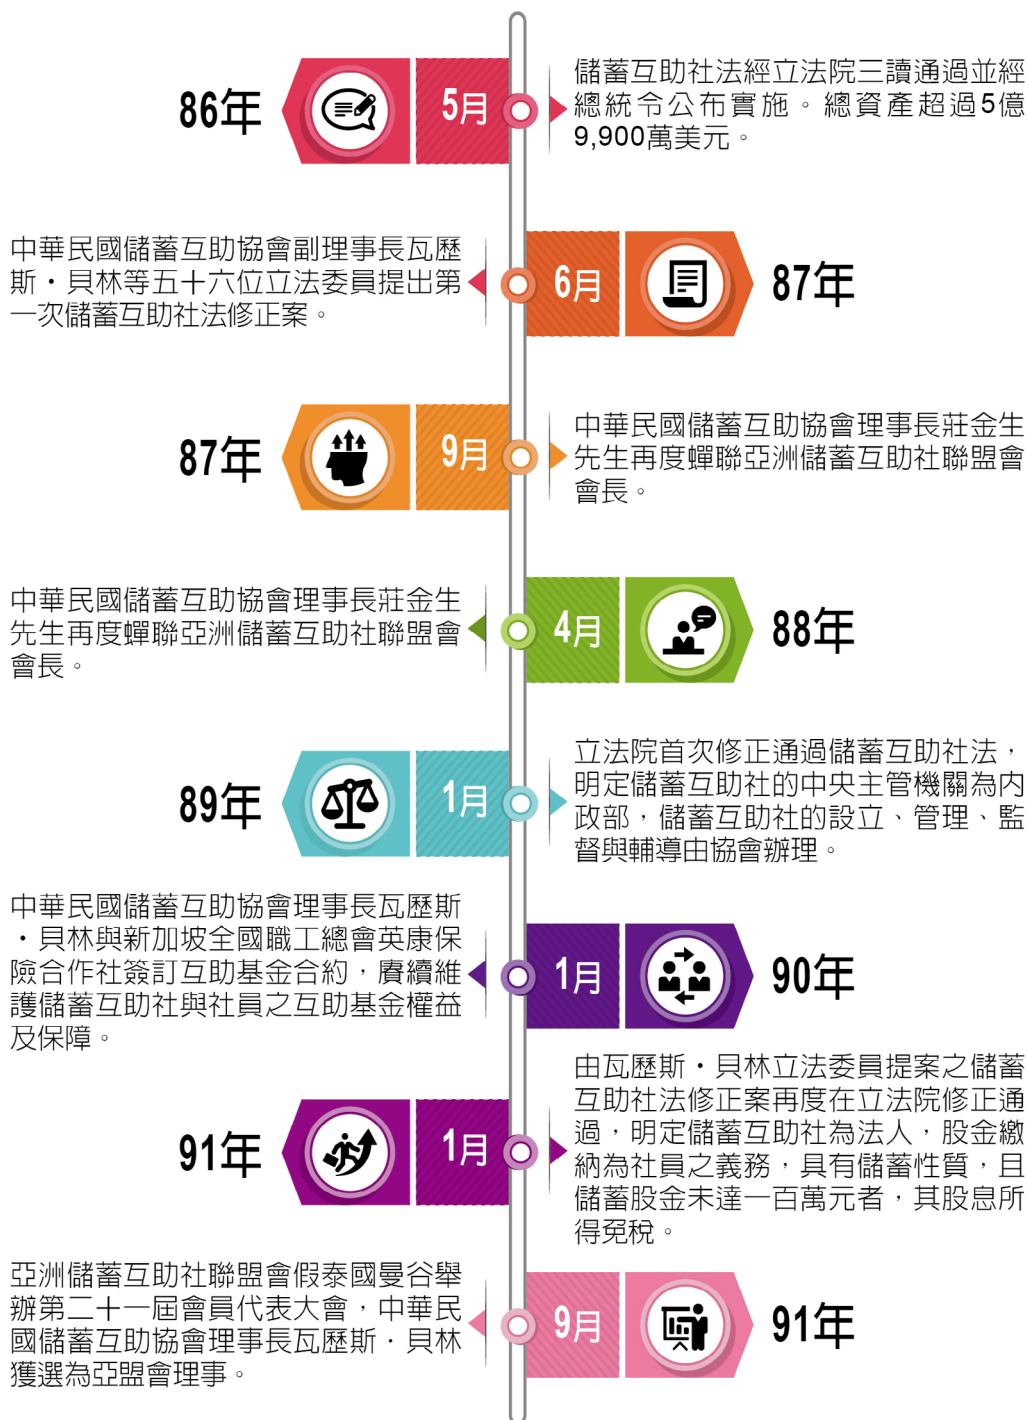 86年
5月
儲蓄互助社法經立法院三讀通過並經
總統令公布實施。總資產超過5億
9,900萬美元。
中華民國儲蓄互助協會副理事長瓦歷
斯‧貝林等五十六位立法委員提出第
一次儲蓄互助社法修正案。
6月
87年
87年
9月
中華民國儲蓄互助協會理事長莊金生
先生再度蟬聯亞洲儲蓄互助社聯盟會
會長。
中華民國儲蓄互助協會理事長莊金生
先生再度蟬聯亞洲儲蓄互助社聯盟會
會長。
4月
88年
89年
1月
立法院首次修正通過儲蓄互助社法，
明定儲蓄互助社的中央主管機關為內
政部，儲蓄互助社的設立、管理、監
督與輔導由協會辦理。
中華民國儲蓄互助協會理事長瓦歷斯
‧貝林與新加坡全國職工總會英康保
險合作社簽訂互助基金合約，賡續維
護儲蓄互助社與社員之互助基金權益
及保障。
1月
90年
91年
1月
由瓦歷斯‧貝林立法委員提案之儲蓄
互助社法修正案再度在立法院修正通
過，明定儲蓄互助社為法人，股金繳
納為社員之義務，具有儲蓄性質，且
儲蓄股金未達一百萬元者，其股息所
得免稅。
亞洲儲蓄互助社聯盟會假泰國曼谷舉
辦第二十一屆會員代表大會，中華民
國儲蓄互助協會理事長瓦歷斯‧貝林
獲選為亞盟會理事。
9月
91年